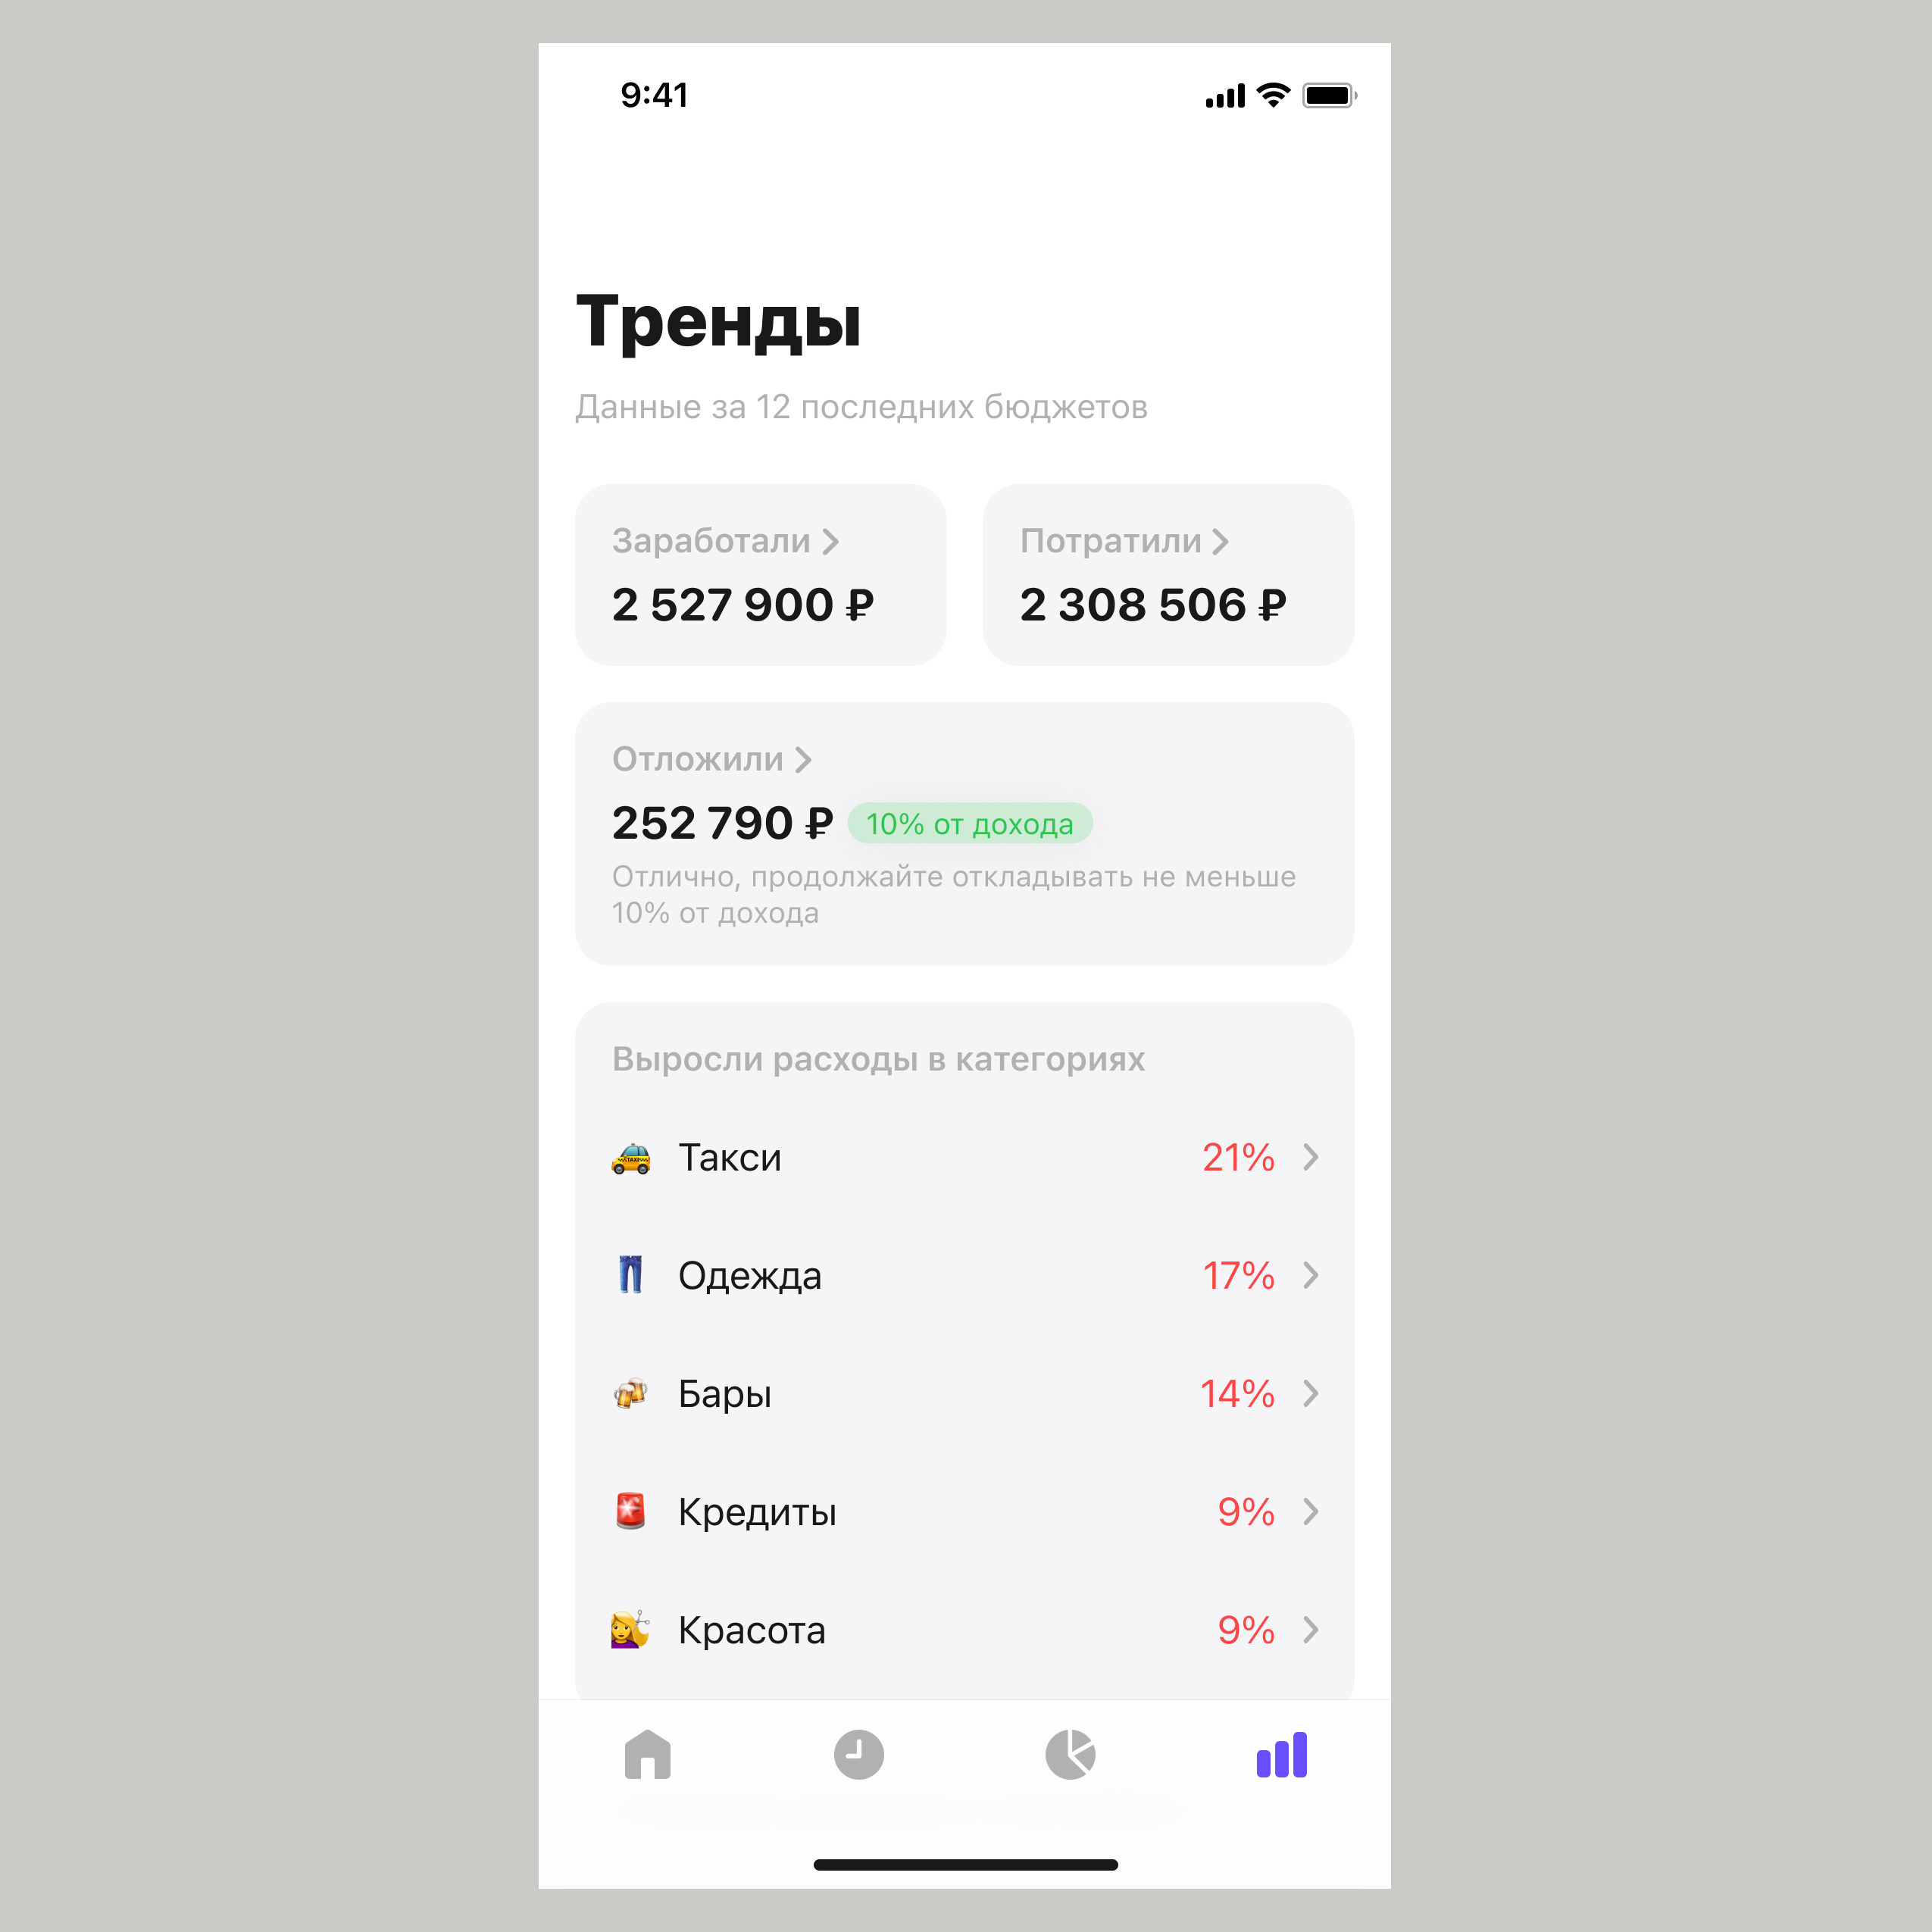 9:41
Тренды
Данные за 12 последних бюджетов
Заработали
2 527 900 ₽
Потратили
2 308 506 ₽
Отложили
252 790 ₽
10% от дохода
Отлично, продолжайте откладывать не меньше
10% от дохода
Выросли расходы в категориях
TAXI
Такси 21%
Одежда 17%
Бары 14%
Кредиты 9%
Красота 9%